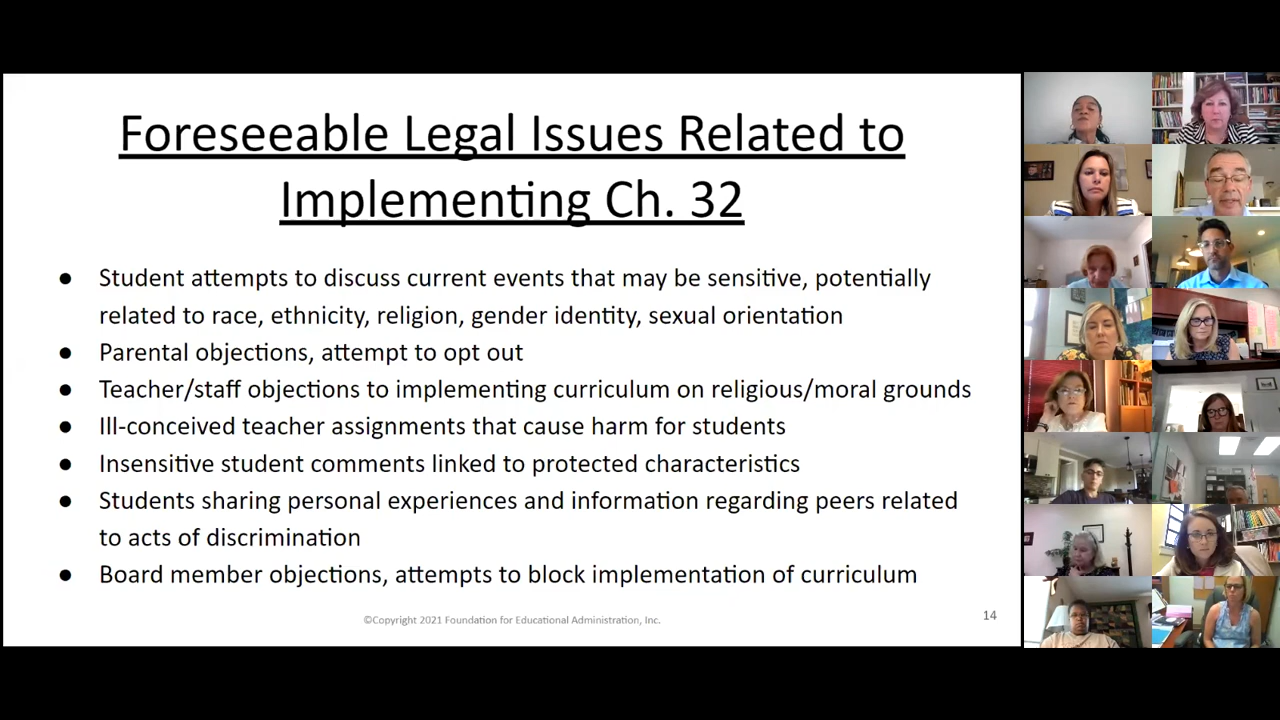 Foreseeable Legal Issues Related to
Implementing Ch. 32
● Student attempts to discuss current events that may be sensitive, potentially
related to race, ethnicity, religion, gender identity, sexual orientation
● Parental objections, attempt to opt out
● Teacher/staff objections to implementing curriculum on religious/moral grounds
● Ill-conceived teacher assignments that cause harm for students
● Insensitive student comments linked to protected characteristics
● Students sharing personal experiences and information regarding peers related
to acts of discrimination
● Board member objections, attempts to block implementation of curriculum
©Copyright 2021 Foundation for Educational Administration, Inc.
14